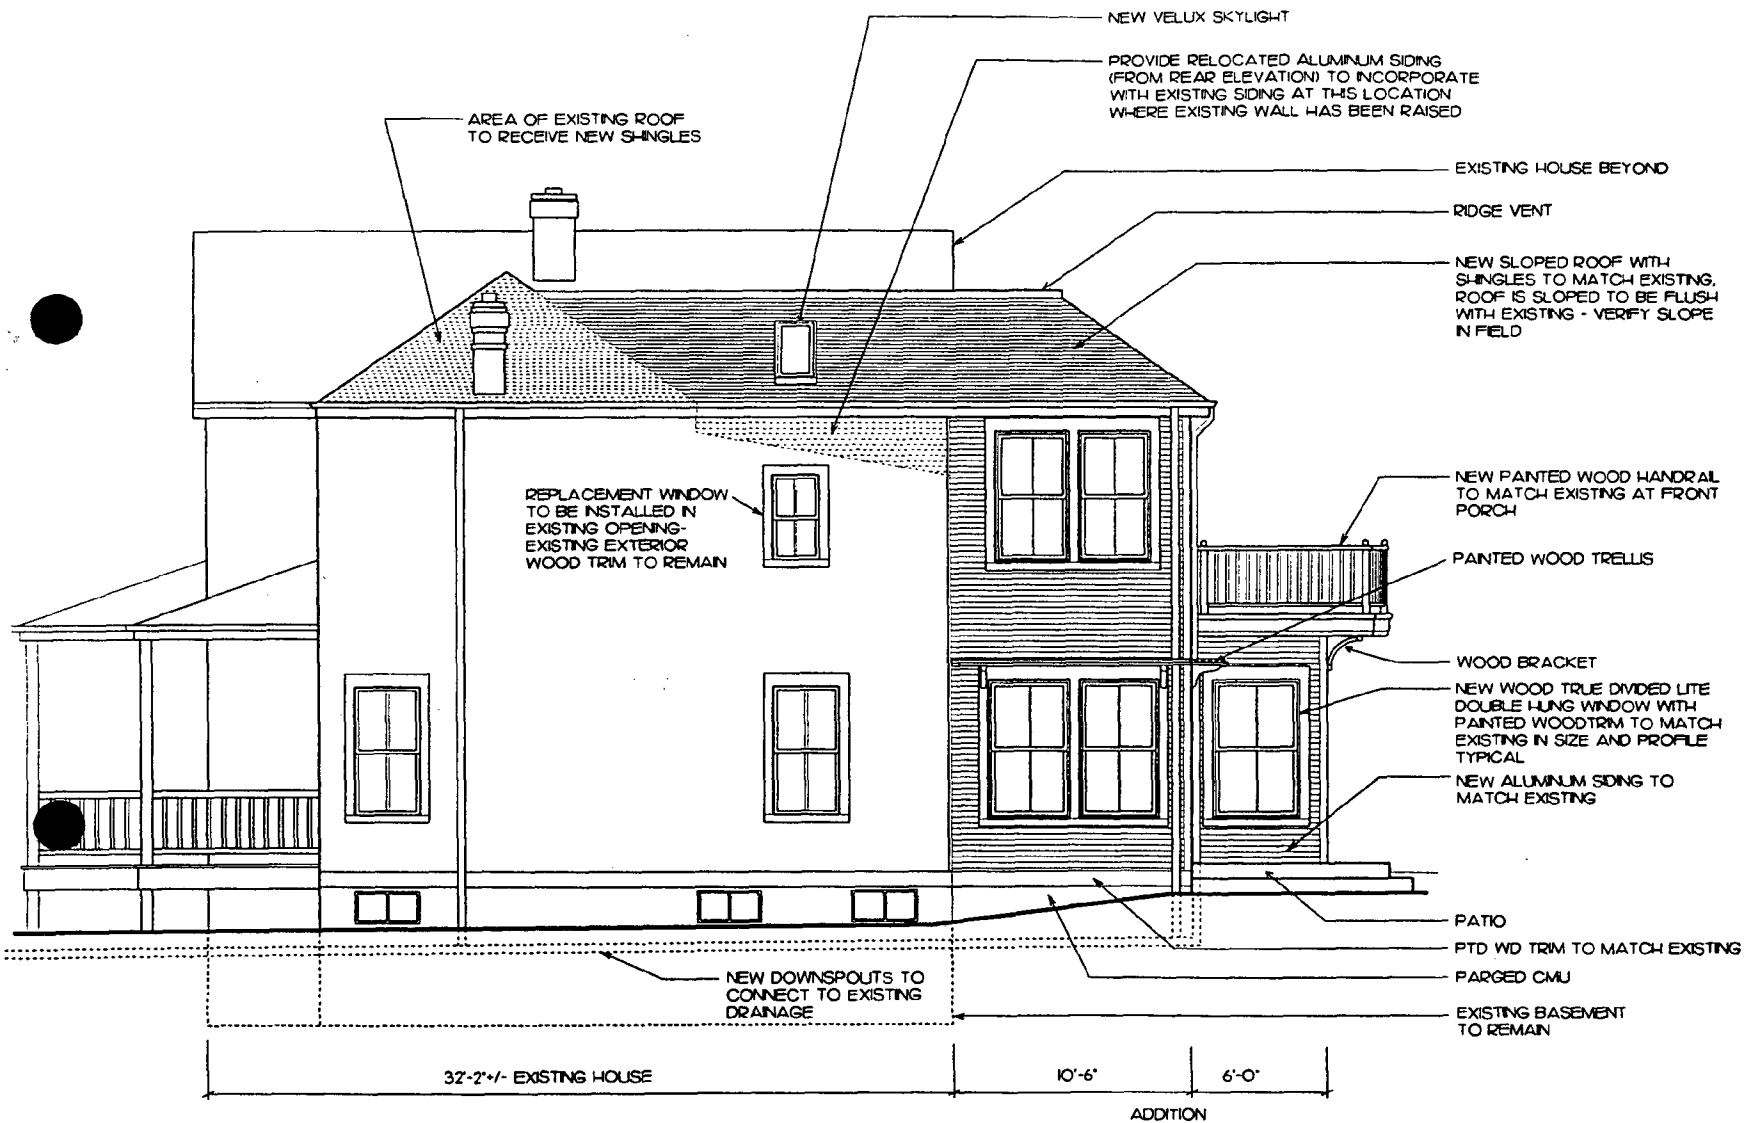 NEW VELUX SKYLIGHT
PROVIDE RELOCATED ALUMINUM SIDING
(FROM REAR ELEVATION) TO INCORPORATE
WITH EXISTING SIDING AT THIS LOCATION
WHERE EXISTING WALL HAS BEEN RAISED
AREA OF EXISTING ROOF
TO RECEIVE NEW SHINGLES
EXISTING HOUSE BEYOND
RIDGE VENT
NEW SLOPED ROOF WITH
SHINGLES TO MATCH EXISTING.
ROOF IS SLOPED TO BE FLUSH
WITH EXISTING - VERIFY SLOPE
IN FIELD
REPLACEMENT WINDOW
TO BE INSTALLED IN
EXISTING OPENING-
EXISTING EXTERIOR
WOOD TRIM TO REMAIN
NEW PAINTED WOOD HANDRAIL
TO MATCH EXISTING AT FRONT
PORCH
PAINTED WOOD TRELLIS
WOOD BRACKET
NEW WOOD TRUE DIVIDED LITE
DOUBLE HUNG WINDOW WITH
PAINTED WOODTRIM TO MATCH
EXISTING IN SIZE AND PROFILE
TYPICAL
NEW ALUMINUM SIDING TO
MATCH EXISTING
PATIO
PTD WD TRIM TO MATCH EXISTING
PARGED CMU
NEW DOWNSPOUTS TO
CONNECT TO EXISTING
DRAINAGE
EXISTING BASEMENT
TO REMAIN
32'-2"+/- EXISTING HOUSE
10'-6"
6'-0"
ADDITION